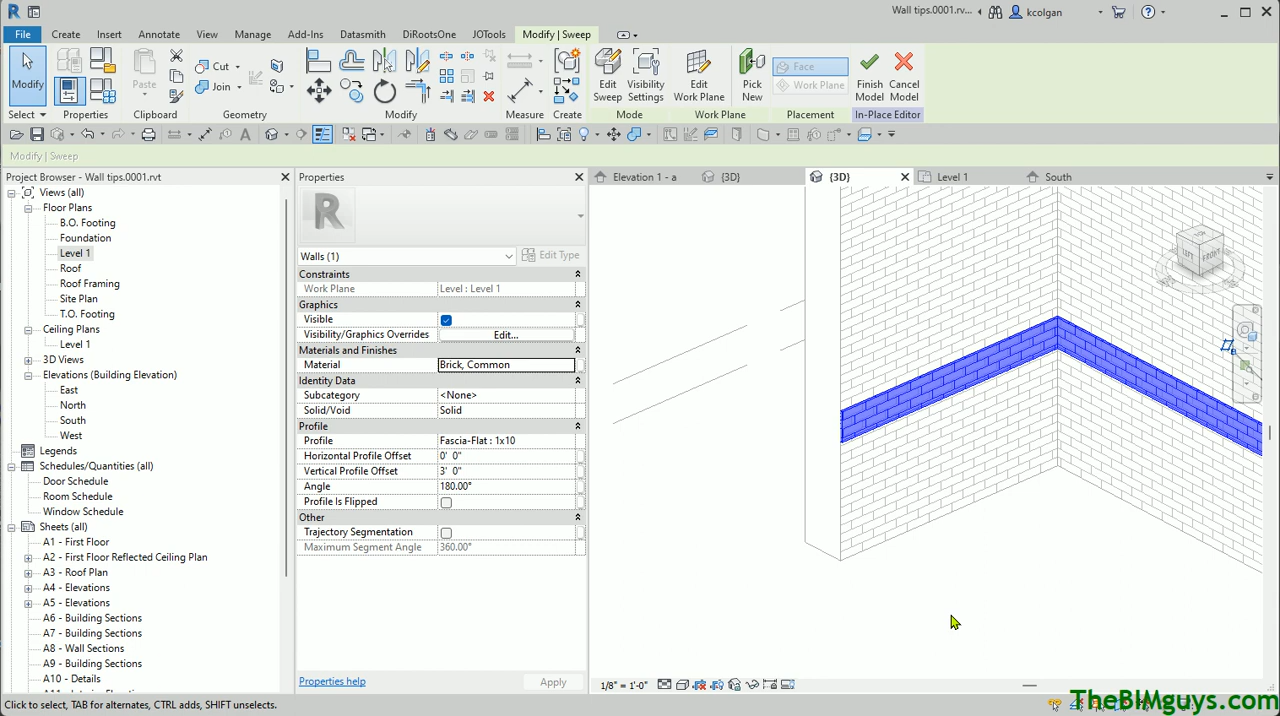 Wall tips.0001.rv...
kcolgan
File
Create
Insert
Annotate
View
Manage
Add-Ins
Datasmith
DiRootsOne
JOTools
Modify | Sweep
Modify
Paste
Cut
Join
Edit
Sweep
Visibility
Settings
Edit
Work Plane
Pick
New
Face
Work Plane
Finish
Model
Cancel
Model
Select
Properties
Clipboard
Geometry
Modify
Measure
Create
Mode
Work Plane
Placement
In-Place Editor
Modify | Sweep
Project Browser - Wall tips.0001.rvt
Views (all)
Floor Plans
B.O. Footing
Foundation
Level 1
Roof
Roof Framing
Site Plan
T.O. Footing
Ceiling Plans
Level 1
3D Views
Elevations (Building Elevation)
East
North
South
West
Legends
Schedules/Quantities (all)
Door Schedule
Room Schedule
Window Schedule
Sheets (all)
A1 - First Floor
A2 - First Floor Reflected Ceiling Plan
A3 - Roof Plan
A4 - Elevations
A5 - Elevations
A6 - Building Sections
A7 - Building Sections
A8 - Wall Sections
A9 - Building Sections
A10 - Details
Properties
R
Walls (1)
Edit Type
Constraints
Work Plane Level : Level 1
Graphics
Visible
Visibility/Graphics Overrides Edit...
Materials and Finishes
Material Brick, Common
Identity Data
Subcategory <None>
Solid/Void Solid
Profile
Profile Fascia-Flat : 1x10
Horizontal Profile Offset 0' 0"
Vertical Profile Offset 3' 0"
Angle 180.00°
Profile Is Flipped
Other
Trajectory Segmentation
Maximum Segment Angle 360.00°
Properties help
Apply
Elevation 1 - a
{3D}
{3D}
Level 1
South
TOP
LEFT
FRONT
1/8" = 1'-0"
Click to select, TAB for alternates, CTRL adds, SHIFT unselects.
TheBIMguys.com